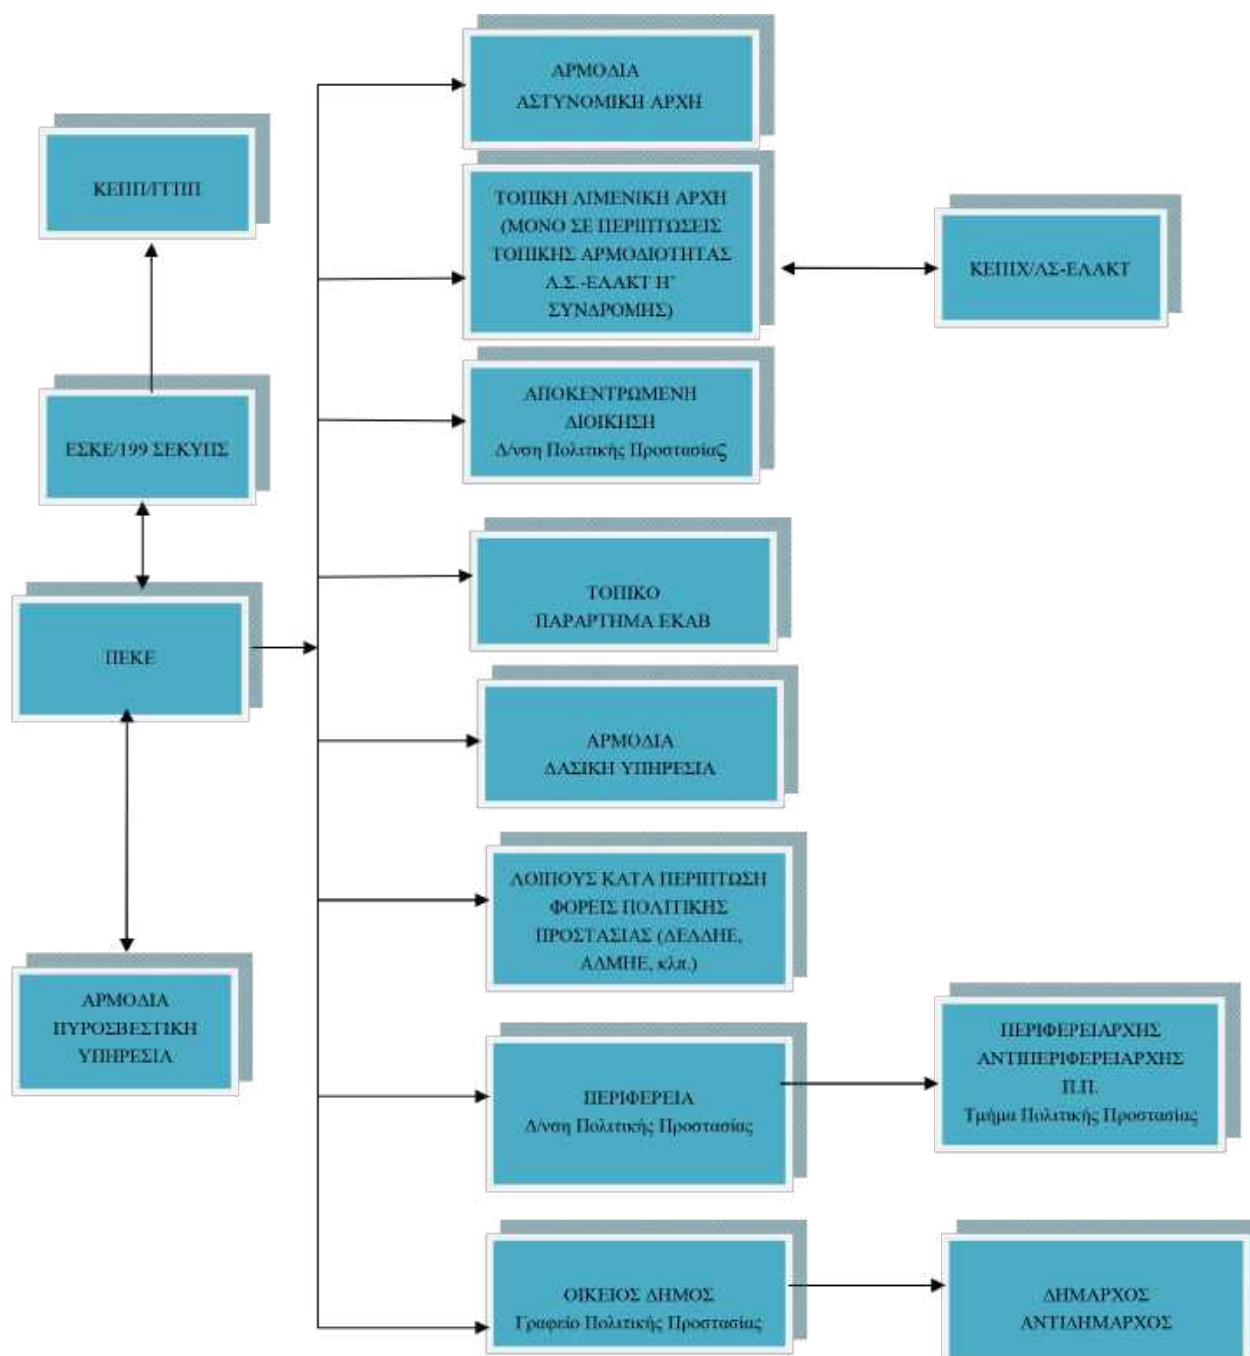 ΑΡΜΟΔΙΑ
ΑΣΤΥΝΟΜΙΚΗ ΑΡΧΗ
ΚΕΠΠ/ΓΓΠΠ
ΤΟΠΙΚΗ ΛΙΜΕΝΙΚΗ ΑΡΧΗ
(ΜΟΝΟ ΣΕ ΠΕΡΙΠΤΩΣΕΙΣ
ΤΟΠΙΚΗΣ ΑΡΜΟΔΙΟΤΗΤΑΣ
Λ.Σ.-ΕΛΑΚΤ Η΄
ΣΥΝΔΡΟΜΗΣ)
ΚΕΠΙΧ/ΛΣ-ΕΛΑΚΤ
ΕΣΚΕ/199 ΣΕΚΥΠΣ
ΑΠΟΚΕΝΤΡΩΜΕΝΗ
ΔΙΟΙΚΗΣΗ
Δ/νση Πολιτικής Προστασίας
ΠΕΚΕ
ΤΟΠΙΚΟ
ΠΑΡΑΡΤΗΜΑ ΕΚΑΒ
ΑΡΜΟΔΙΑ
ΔΑΣΙΚΗ ΥΠΗΡΕΣΙΑ
ΛΟΙΠΟΥΣ ΚΑΤΑ ΠΕΡΙΠΤΩΣΗ
ΦΟΡΕΙΣ ΠΟΛΙΤΙΚΗΣ
ΠΡΟΣΤΑΣΙΑΣ (ΔΕΔΔΗΕ,
ΑΔΜΗΕ, κλπ.)
ΑΡΜΟΔΙΑ
ΠΥΡΟΣΒΕΣΤΙΚΗ
ΥΠΗΡΕΣΙΑ
ΠΕΡΙΦΕΡΕΙΑ
Δ/νση Πολιτικής Προστασίας
ΠΕΡΙΦΕΡΕΙΑΡΧΗΣ
ΑΝΤΙΠΕΡΙΦΕΡΕΙΑΡΧΗΣ
Π.Π.
Τμήμα Πολιτικής Προστασίας
ΟΙΚΕΙΟΣ ΔΗΜΟΣ
Γραφείο Πολιτικής Προστασίας
ΔΗΜΑΡΧΟΣ
ΑΝΤΙΔΗΜΑΡΧΟΣ